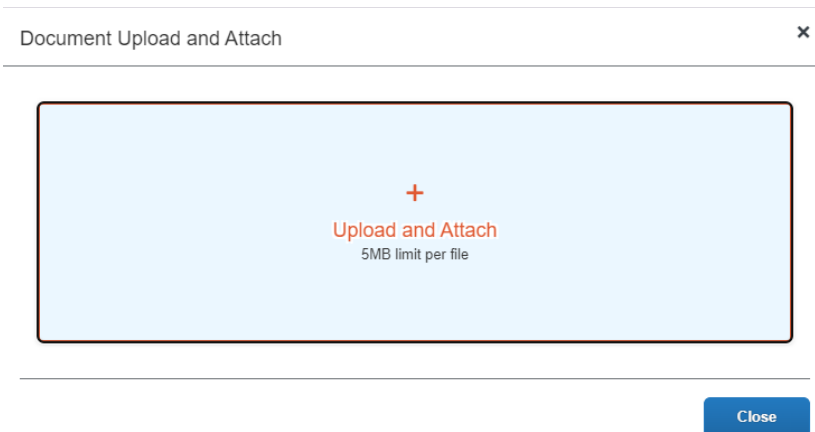 Document Upload and Attach
×
+
Upload and Attach
5MB limit per file
Close